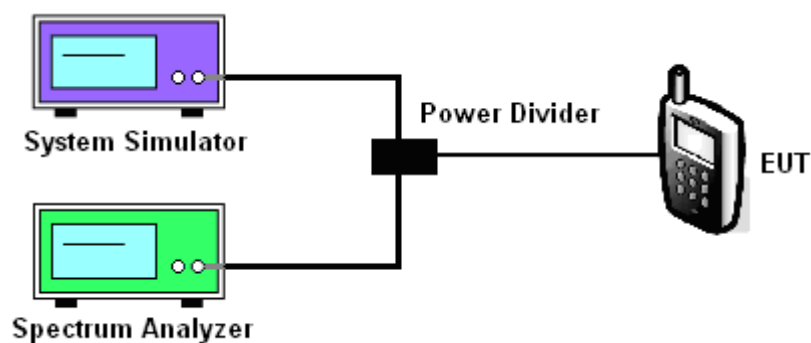 System Simulator
Power Divider
EUT
Spectrum Analyzer